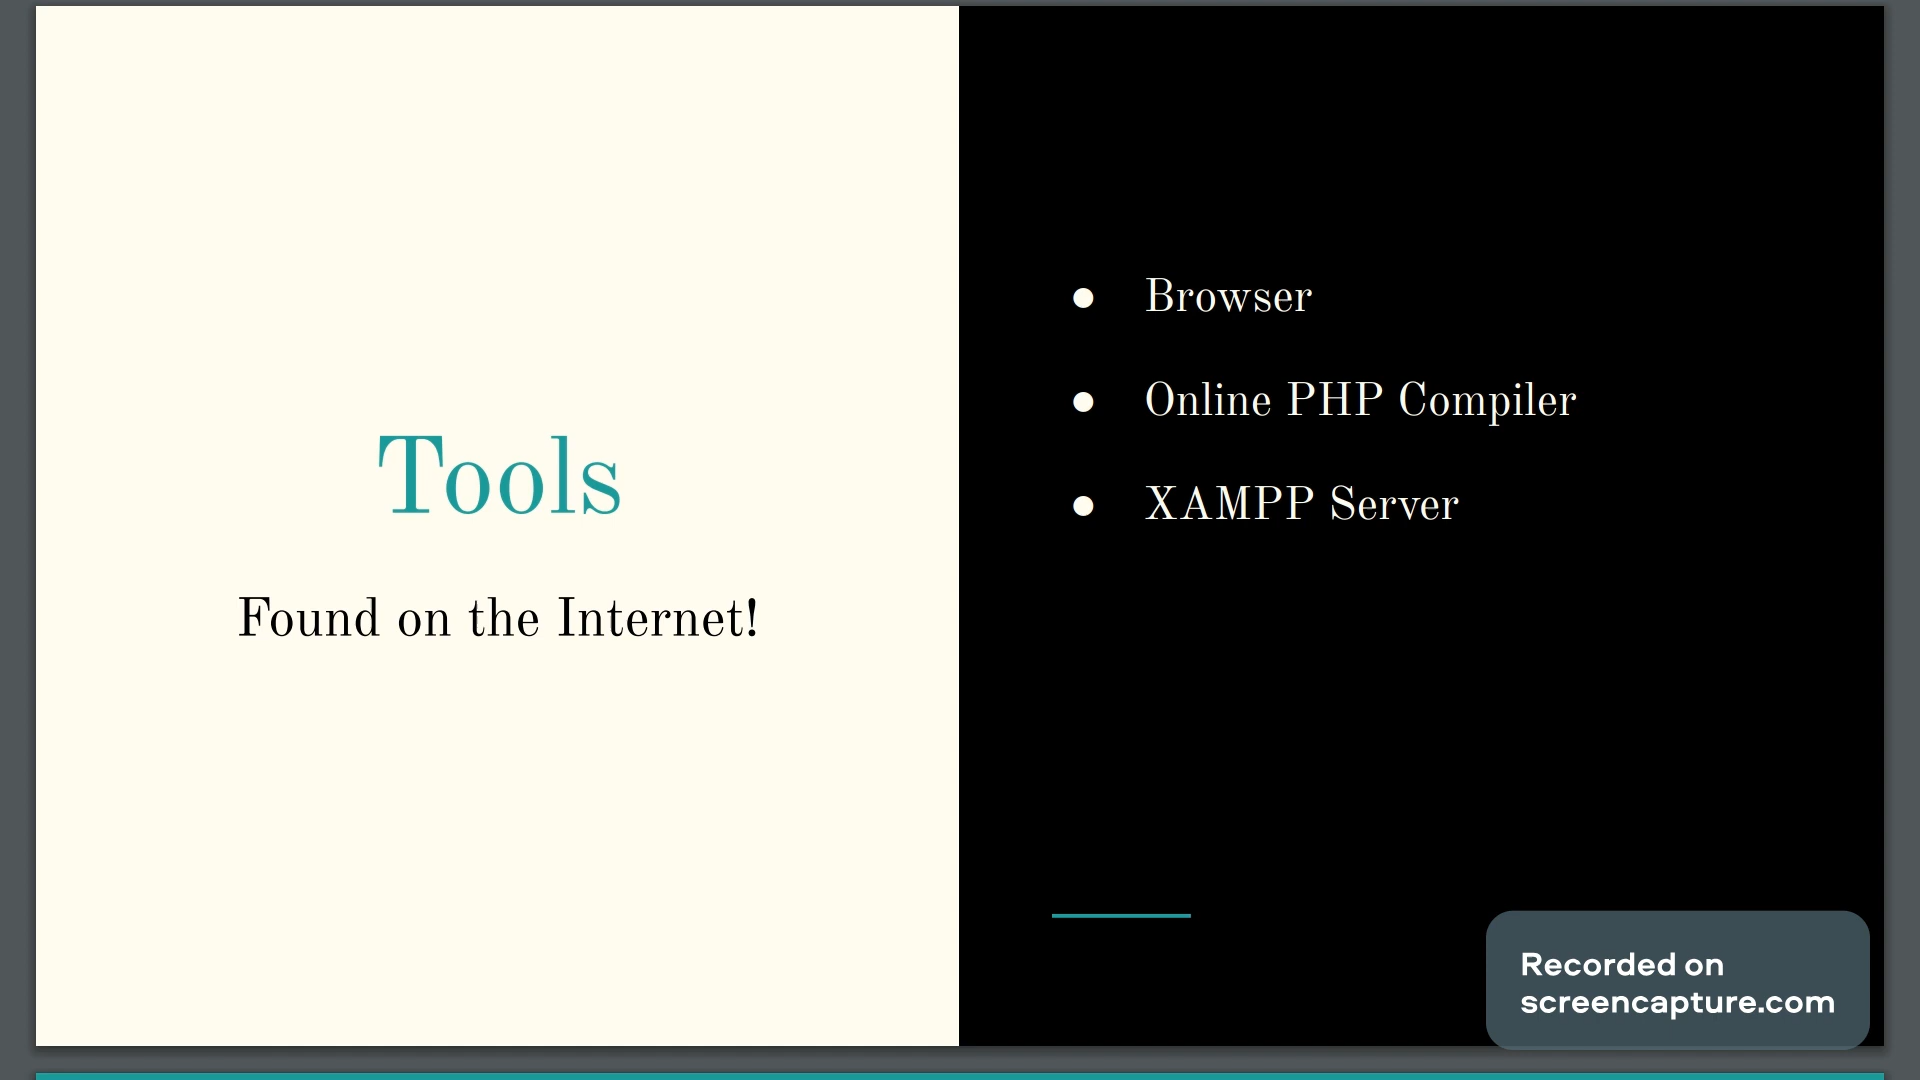 Tools
Found on the Internet!
● Browser
● Online PHP Compiler
● XAMPP Server
Recorded on
screencapture.com